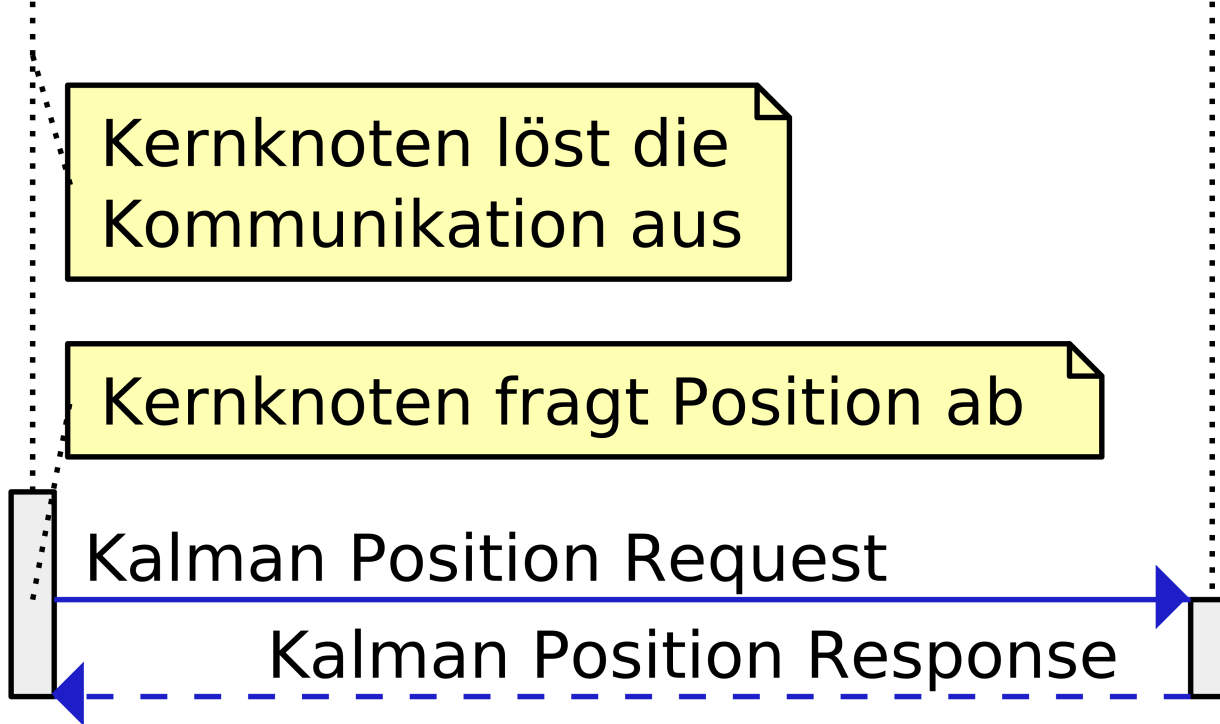 Kernknoten löst die
Kommunikation aus
Kernknoten fragt Position ab
Kalman Position Request
Kalman Position Response